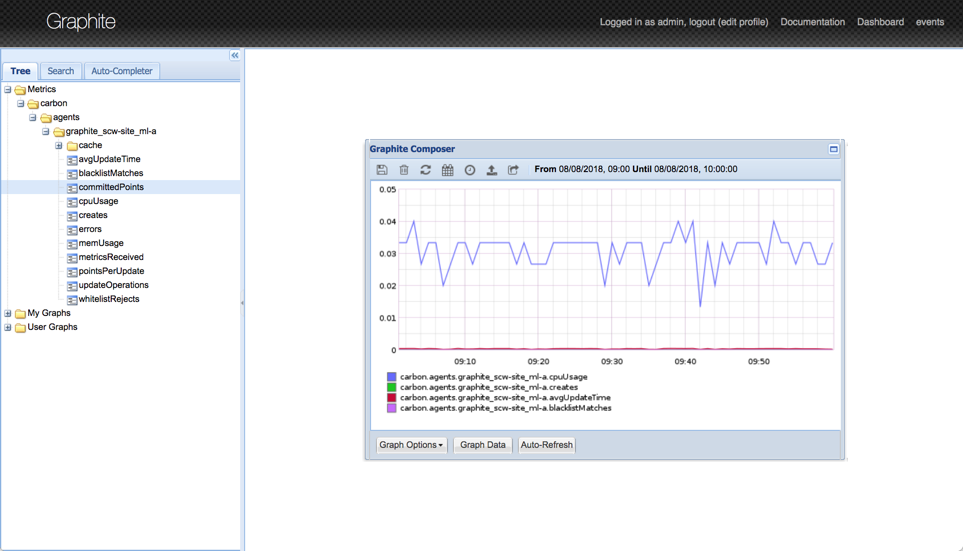 Graphite
Logged in as admin, logout (edit profile) Documentation Dashboard events
Tree Search Auto-Completer
Metrics
carbon
agents
graphite_scw-site_ml-a
cache
avgUpdateTime
blacklistMatches
committedPoints
cpuUsage
creates
errors
memUsage
metricsReceived
pointsPerUpdate
updateOperations
whitelistRejects
My Graphs
User Graphs
Graphite Composer
From 08/08/2018, 09:00 Until 08/08/2018, 10:00:00
0.05
0.04
0.03
0.02
0.01
0
09:10 09:20 09:30 09:40 09:50
carbon.agents.graphite_scw-site_ml-a.cpuUsage
carbon.agents.graphite_scw-site_ml-a.creates
carbon.agents.graphite_scw-site_ml-a.avgUpdateTime
carbon.agents.graphite_scw-site_ml-a.blacklistMatches
Graph Options Graph Data Auto-Refresh